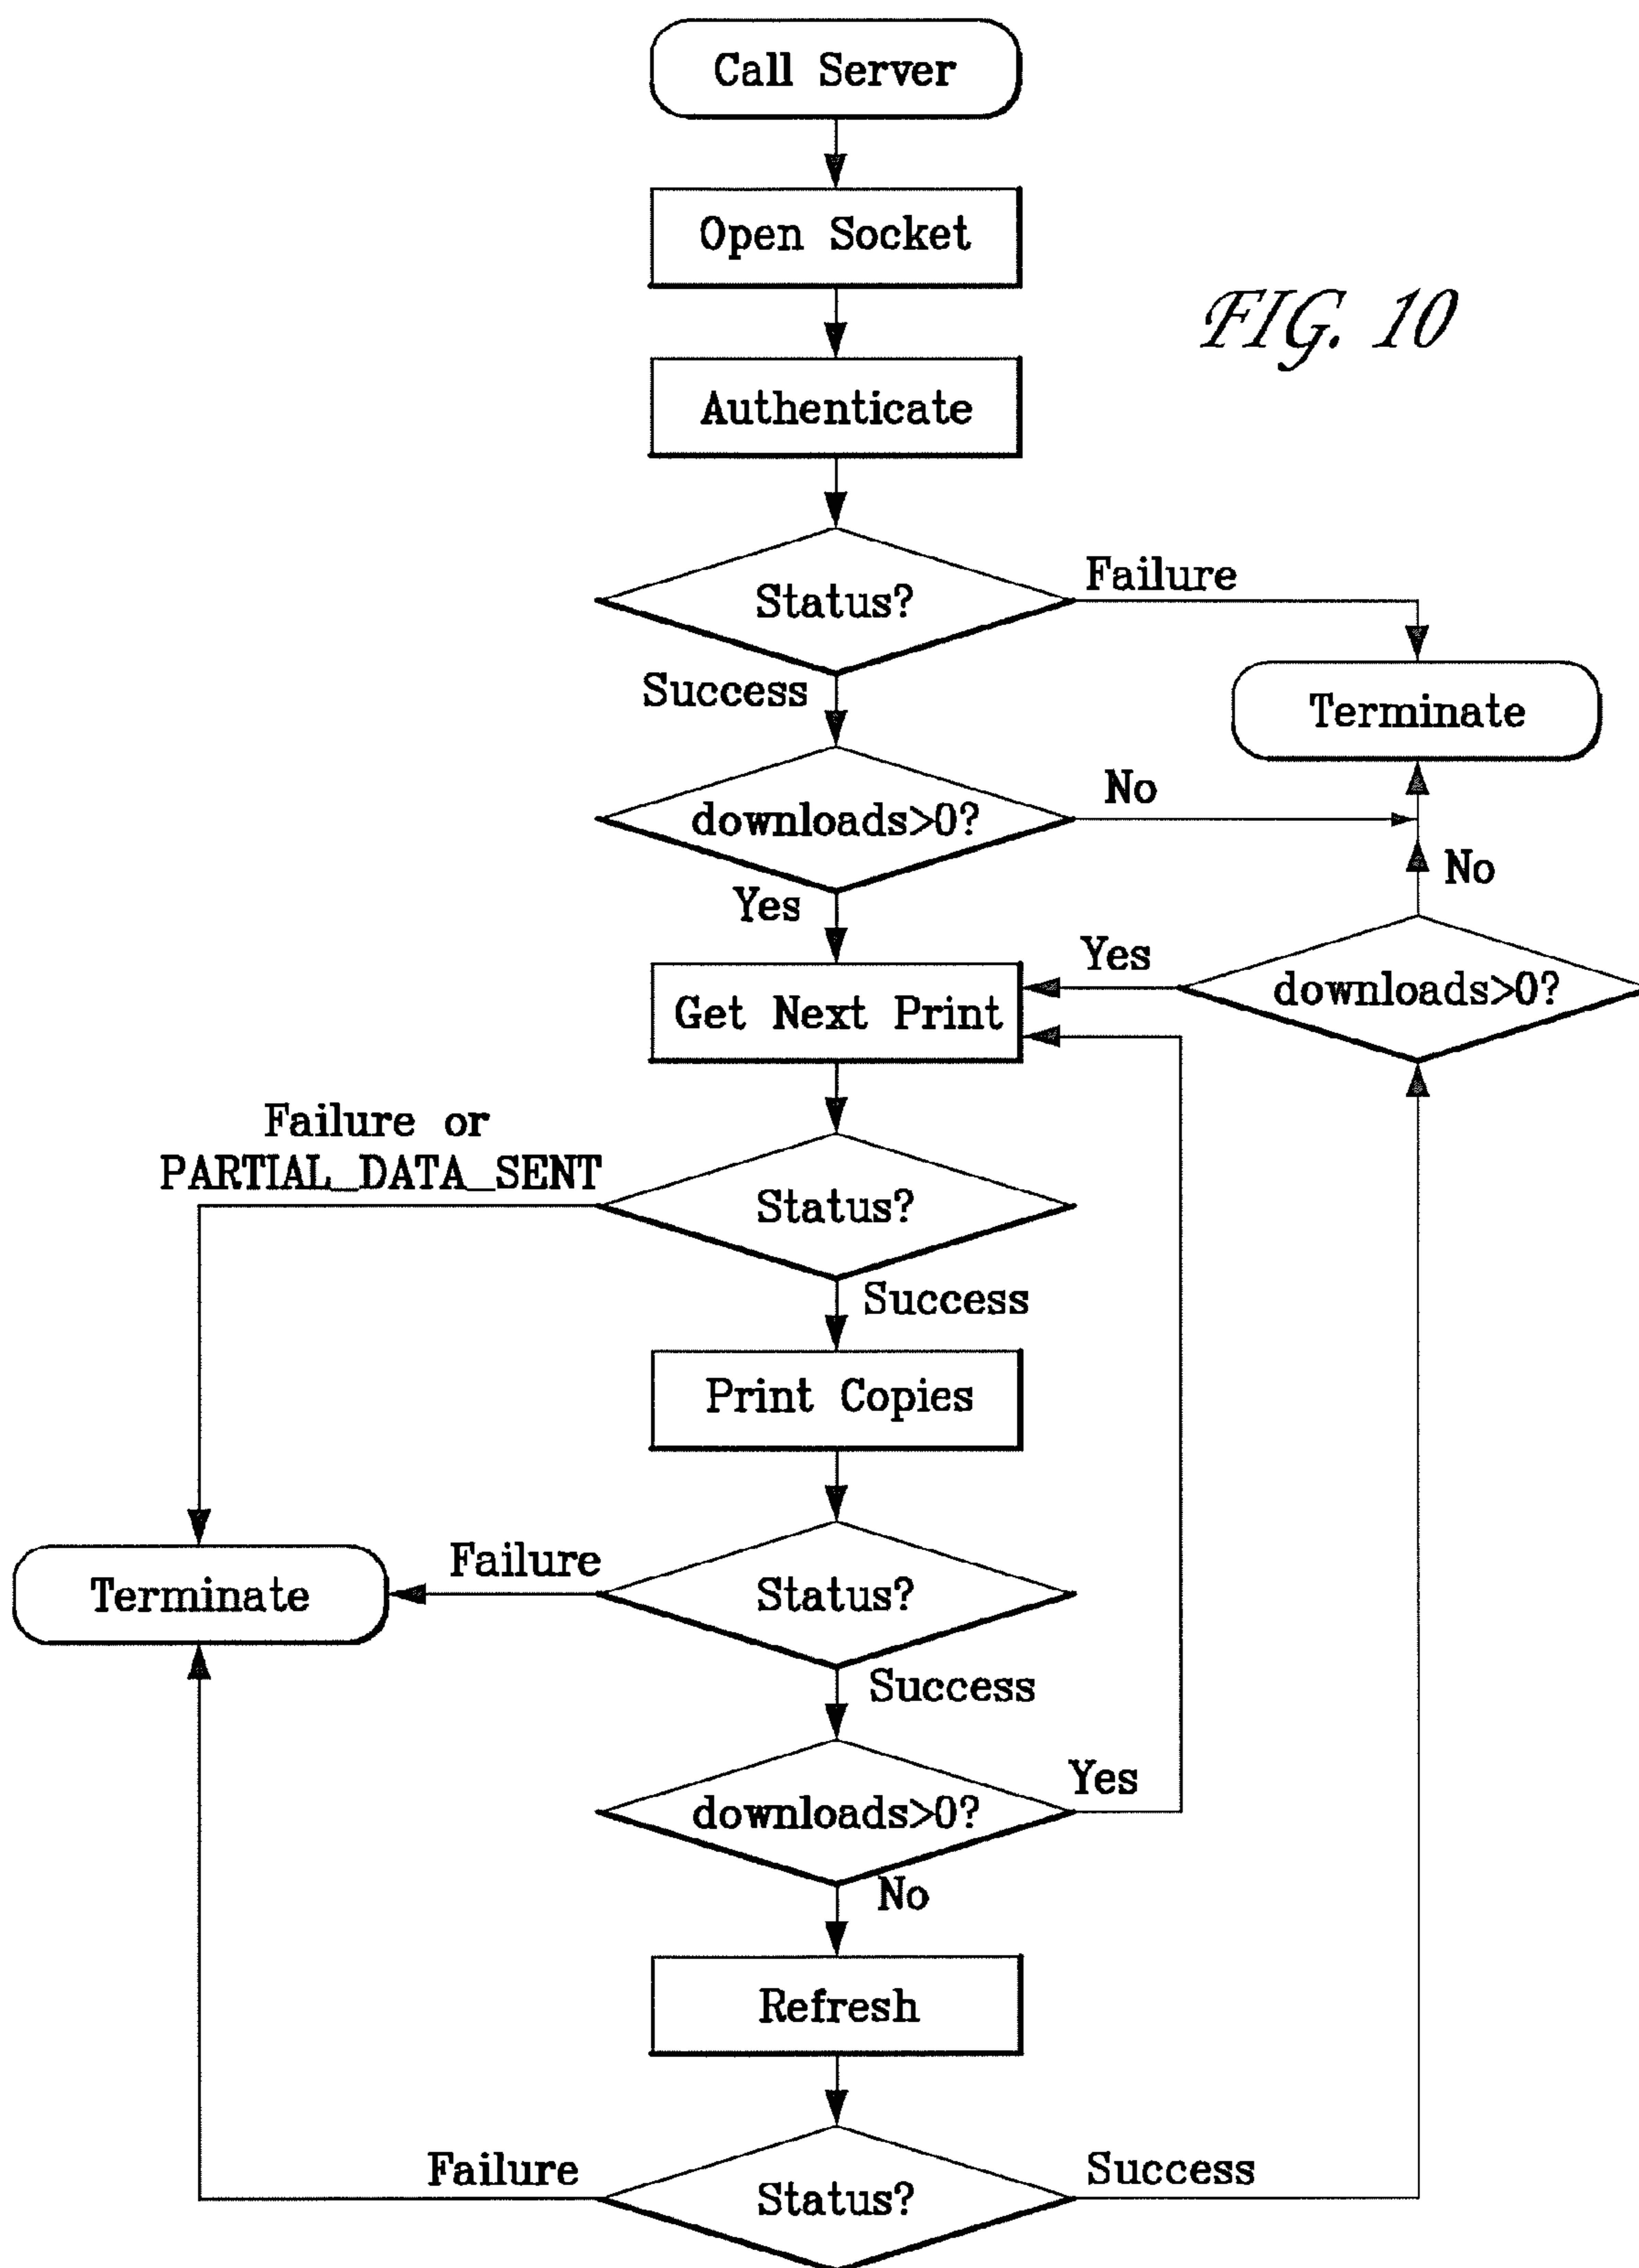 Call Server
Open Socket
FIG. 10
Authenticate
Status?
Failure
Success
Terminate
downloads>0?
No
No
Yes
Get Next Print
Yes
downloads>0?
Failure or
PARTIAL_DATA_SENT
Status?
Success
Print Copies
Terminate
Failure
Status?
Success
downloads>0?
Yes
No
Refresh
Failure
Status?
Success